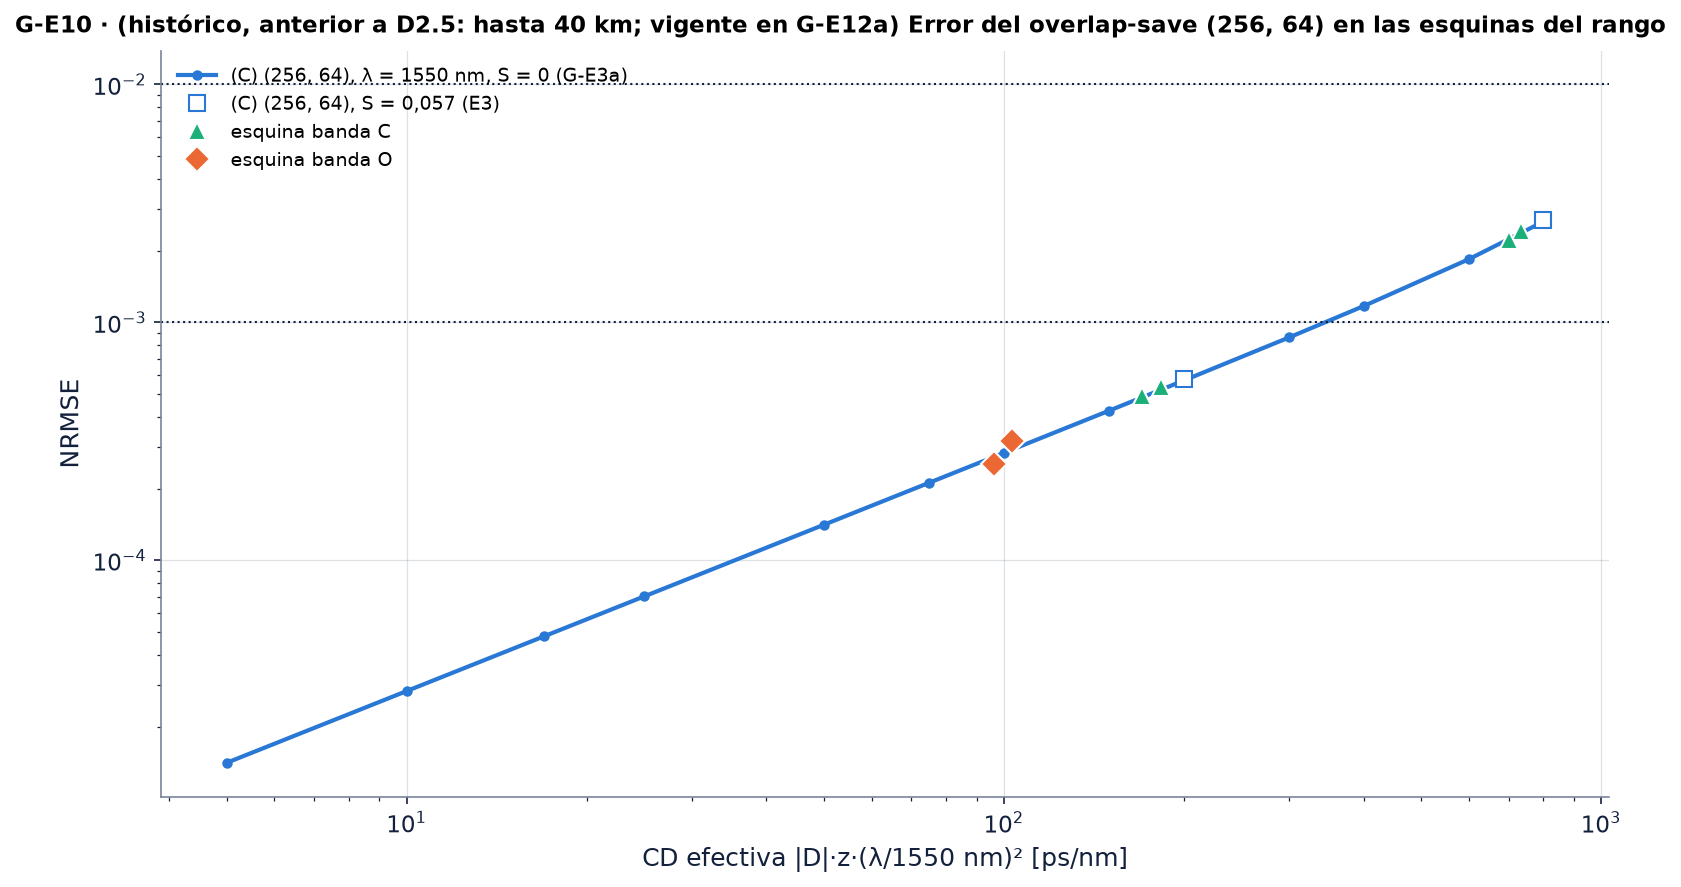 G-E10 · (histórico, anterior a D2.5: hasta 40 km; vigente en G-E12a) Error del overlap-save (256, 64) en las esquinas del rango
(C) (256, 64), λ = 1550 nm, S = 0 (G-E3a)
(C) (256, 64), S = 0,057 (E3)
esquina banda C
esquina banda O
10⁻²
10⁻³
10⁻⁴
NRMSE
10¹
10²
10³
CD efectiva |D|·z·(λ/1550 nm)² [ps/nm]